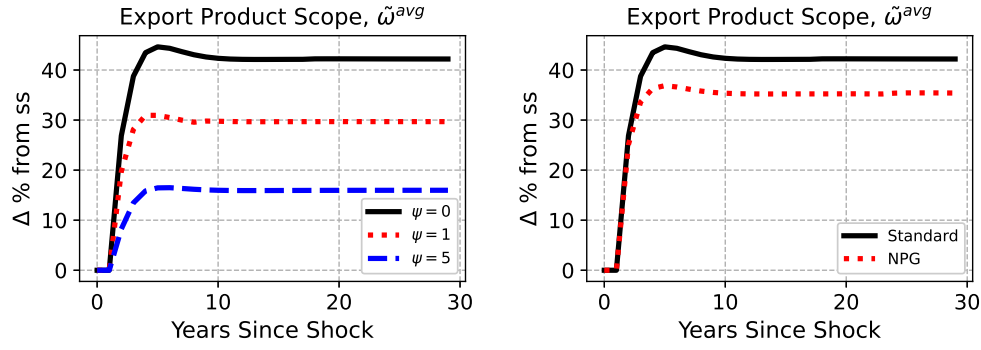 Export Product Scope, ω̃ᵃᵛᵍ
Δ % from ss
40
30
20
10
0
ψ = 0
ψ = 1
ψ = 5
0
10
20
30
Years Since Shock
Export Product Scope, ω̃ᵃᵛᵍ
Δ % from ss
40
30
20
10
0
Standard
NPG
0
10
20
30
Years Since Shock